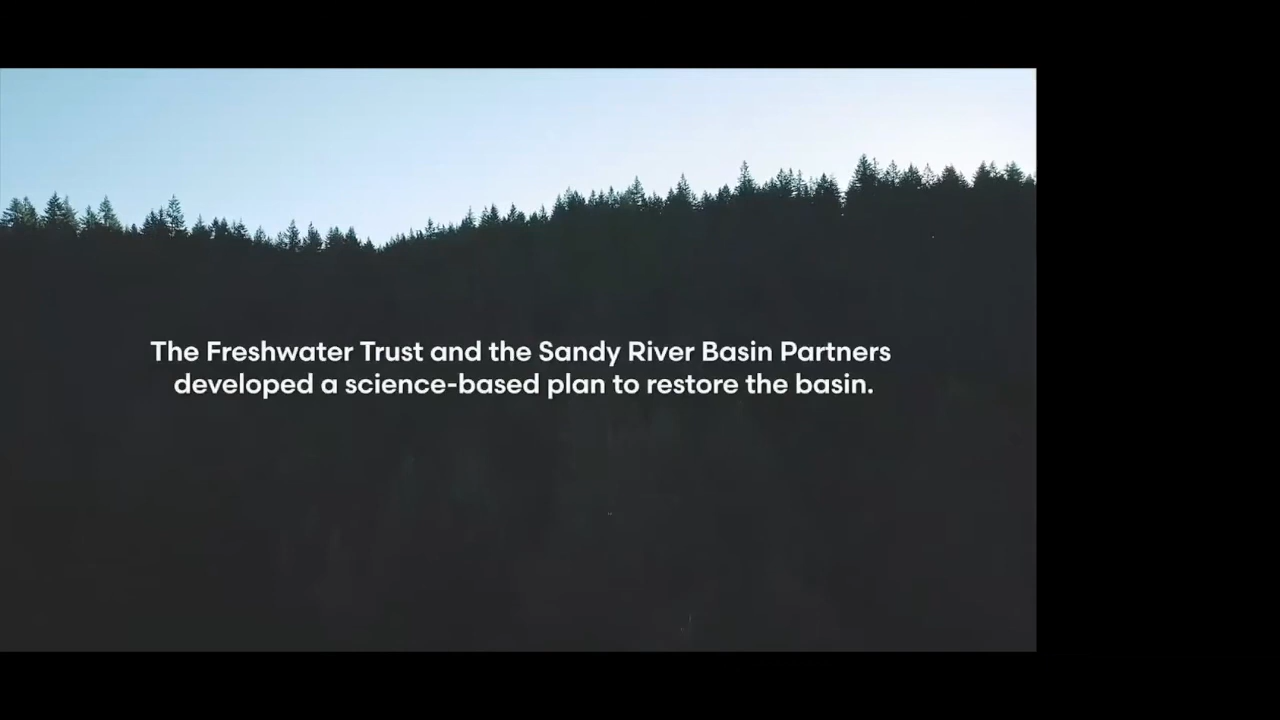 The Freshwater Trust and the Sandy River Basin Partners
developed a science-based plan to restore the basin.